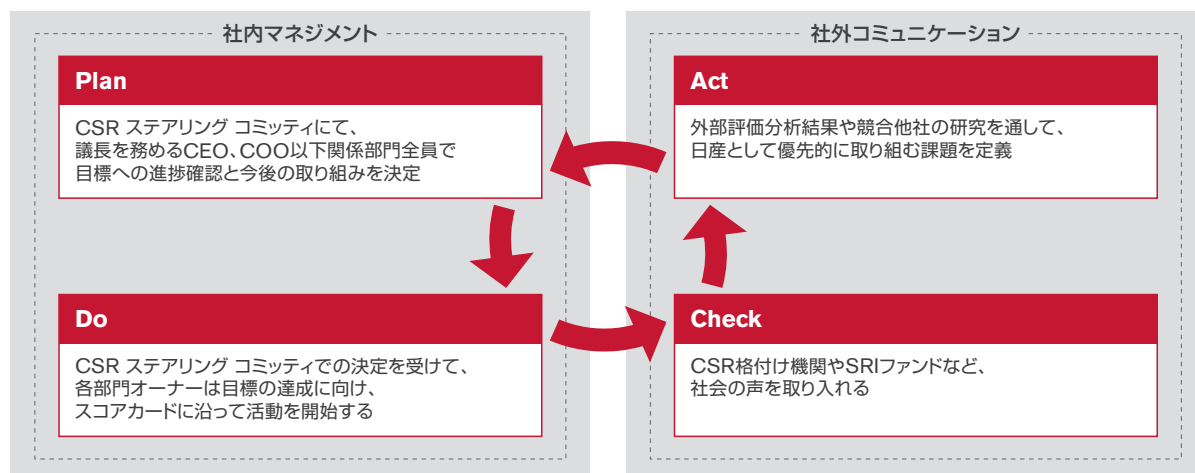 社内マネジメント
Plan
CSR ステアリング コミッティにて、
議長を務めるCEO、COO以下関係部門全員で
目標への進捗確認と今後の取り組みを決定
Do
CSR ステアリング コミッティでの決定を受けて、
各部門オーナーは目標の達成に向け、
スコアカードに沿って活動を開始する
社外コミュニケーション
Act
外部評価分析結果や競合他社の研究を通して、
日産として優先的に取り組む課題を定義
Check
CSR格付け機関やSRIファンドなど、
社会の声を取り入れる